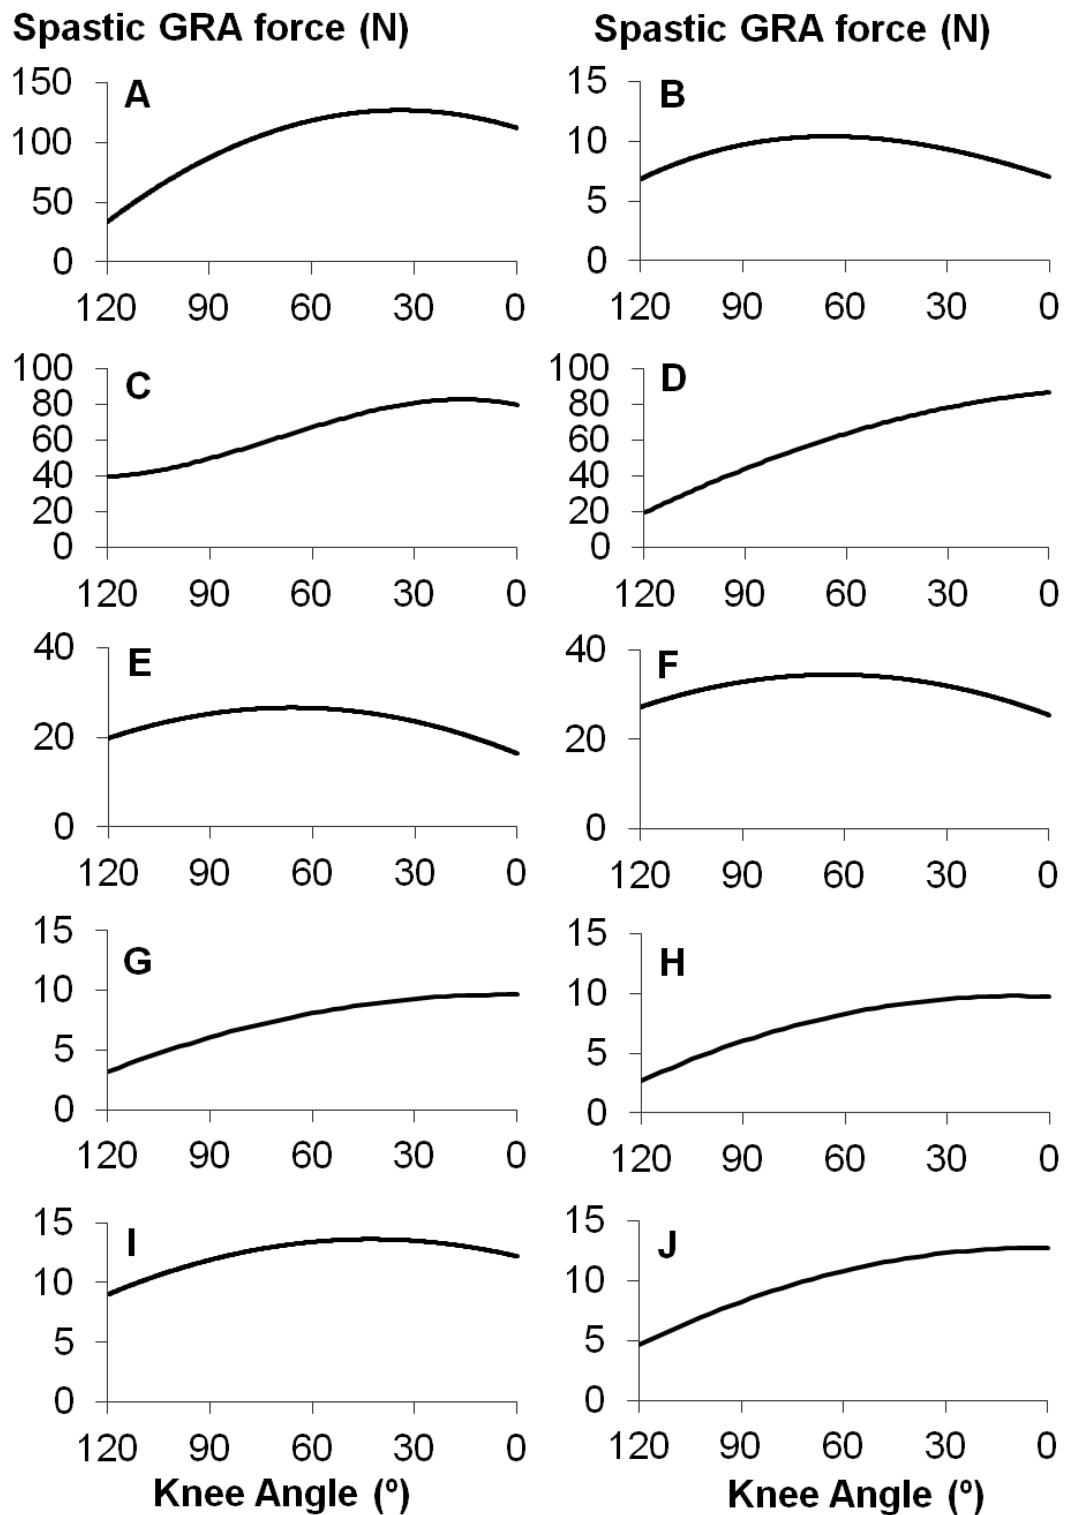 Spastic GRA force (N) Spastic GRA force (N)
150 A 15 B
100 10
50 5
0 0
120 90 60 30 0 120 90 60 30 0
100 C 100 D
80 80
60 60
40 40
20 20
0 0
120 90 60 30 0 120 90 60 30 0
40 E 40 F
20 20
0 0
120 90 60 30 0 120 90 60 30 0
15 G 15 H
10 10
5 5
0 0
120 90 60 30 0 120 90 60 30 0
15 I 15 J
10 10
5 5
0 0
120 90 60 30 0 120 90 60 30 0
Knee Angle (º) Knee Angle (º)